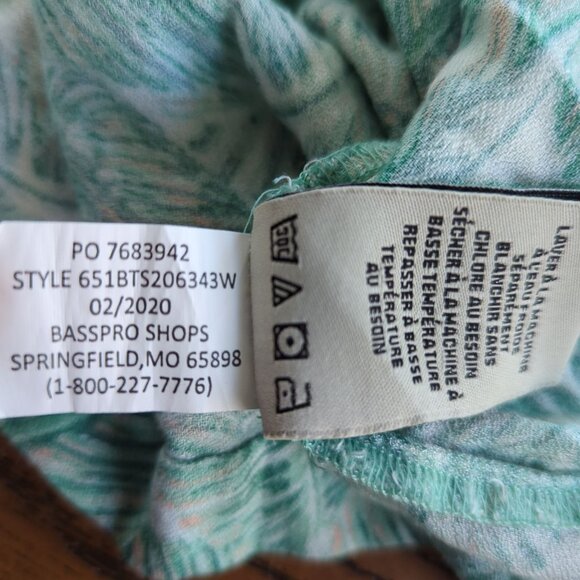 PO 7683942
STYLE 651BTS206343W
02/2020
BASSPRO SHOPS
SPRINGFIELD,MO 65898
(1-800-227-7776)
LAVER À LA MACHINE
À L'EAU FROIDE
SÉPARÉMENT
BLANCHIR SANS
CHLORE AU BESOIN
SÉCHER À LA MACHINE À
BASSE TEMPÉRATURE
REPASSER À BASSE
TEMPÉRATURE
AU BESOIN